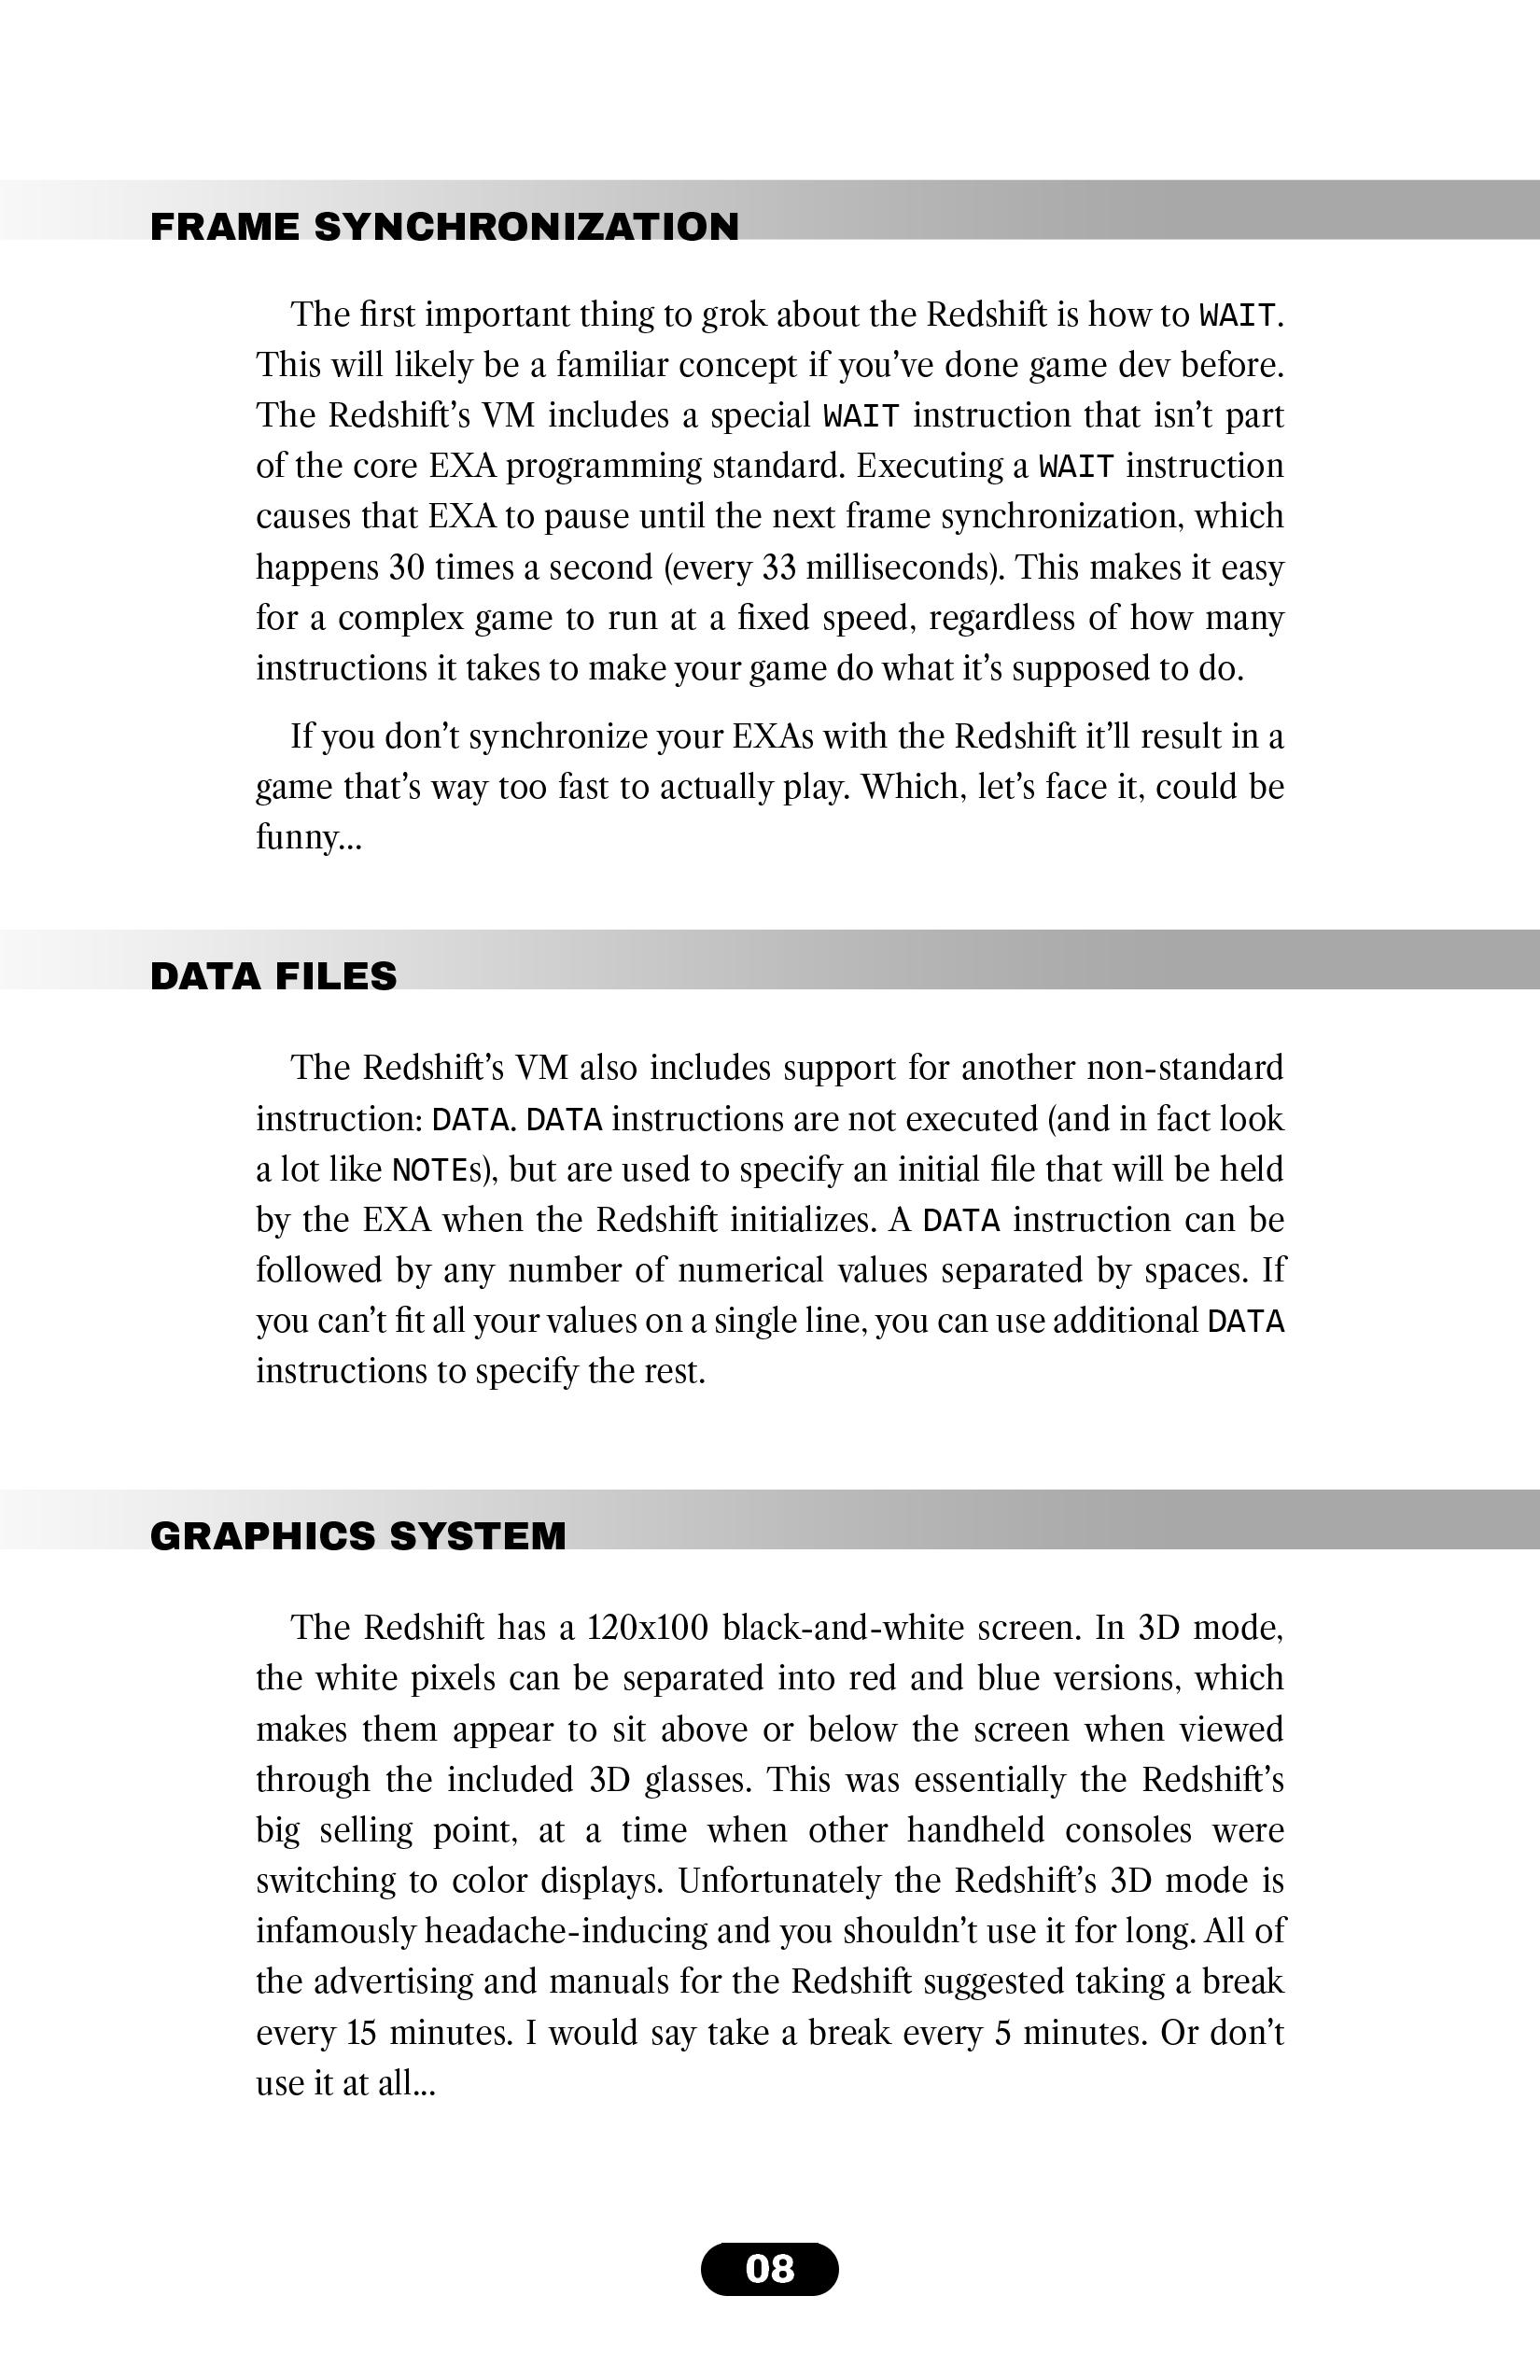 FRAME SYNCHRONIZATION
The first important thing to grok about the Redshift is how to WAIT.
This will likely be a familiar concept if you’ve done game dev before.
The Redshift’s VM includes a special WAIT instruction that isn’t part
of the core EXA programming standard. Executing a WAIT instruction
causes that EXA to pause until the next frame synchronization, which
happens 30 times a second (every 33 milliseconds). This makes it easy
for a complex game to run at a fixed speed, regardless of how many
instructions it takes to make your game do what it’s supposed to do.
If you don’t synchronize your EXAs with the Redshift it’ll result in a
game that’s way too fast to actually play. Which, let’s face it, could be
funny...
DATA FILES
The Redshift’s VM also includes support for another non-standard
instruction: DATA. DATA instructions are not executed (and in fact look
a lot like NOTEs), but are used to specify an initial file that will be held
by the EXA when the Redshift initializes. A DATA instruction can be
followed by any number of numerical values separated by spaces. If
you can’t fit all your values on a single line, you can use additional DATA
instructions to specify the rest.
GRAPHICS SYSTEM
The Redshift has a 120x100 black-and-white screen. In 3D mode,
the white pixels can be separated into red and blue versions, which
makes them appear to sit above or below the screen when viewed
through the included 3D glasses. This was essentially the Redshift’s
big selling point, at a time when other handheld consoles were
switching to color displays. Unfortunately the Redshift’s 3D mode is
infamously headache-inducing and you shouldn’t use it for long. All of
the advertising and manuals for the Redshift suggested taking a break
every 15 minutes. I would say take a break every 5 minutes. Or don’t
use it at all...
08